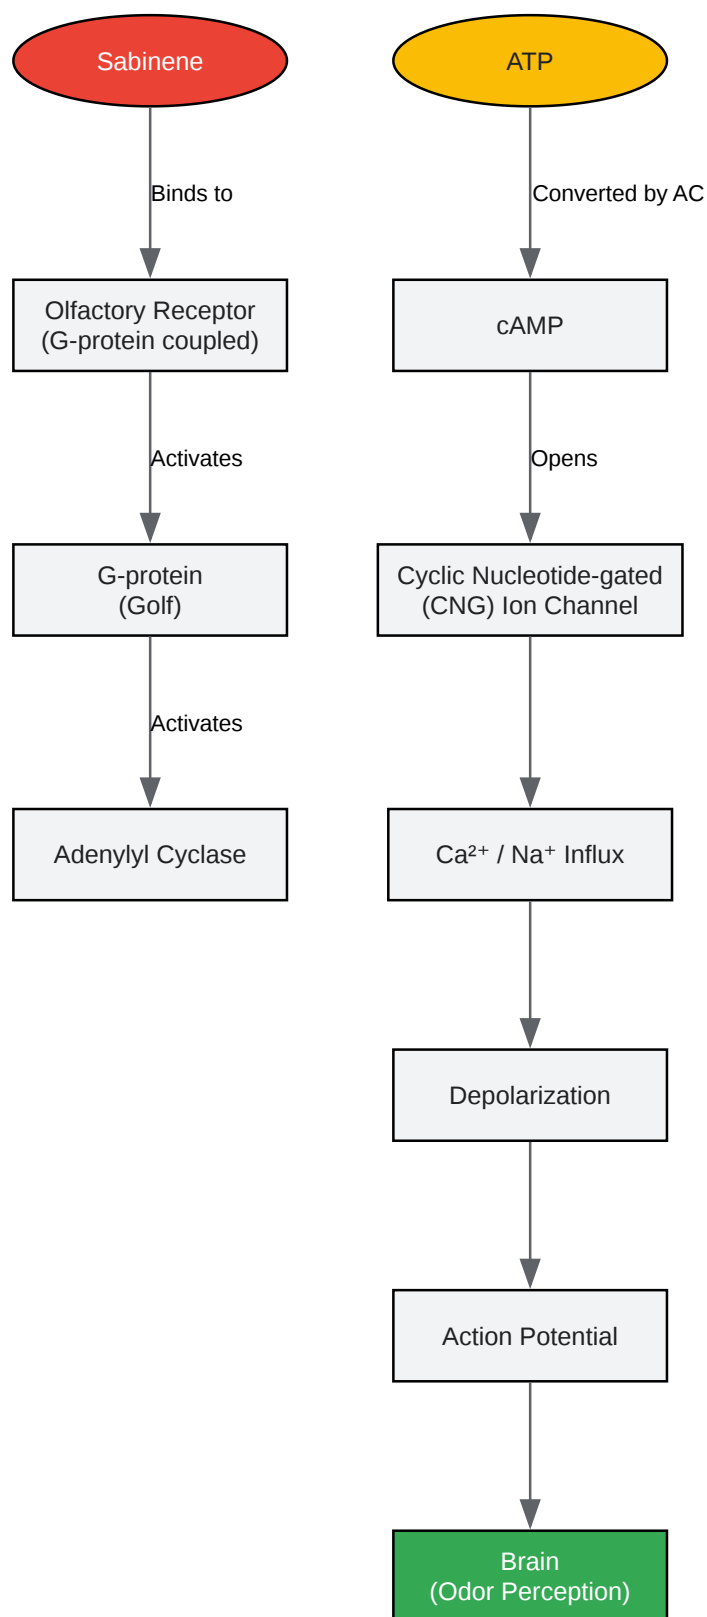 Sabinene
Binds to
Olfactory Receptor
(G-protein coupled)
Activates
G-protein
(Golf)
Activates
Adenylyl Cyclase
ATP
Converted by AC
cAMP
Opens
Cyclic Nucleotide-gated
(CNG) Ion Channel
Ca²⁺ / Na⁺ Influx
Depolarization
Action Potential
Brain
(Odor Perception)